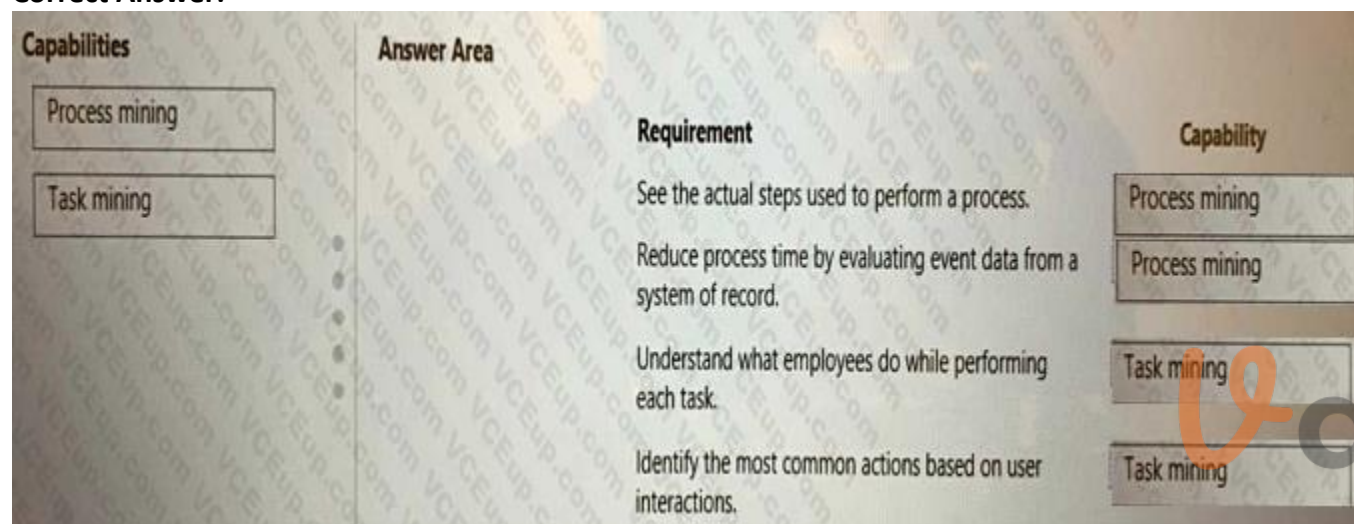 Capabilities
Answer Area
Process mining
Task mining
Requirement
Capability
See the actual steps used to perform a process.
Process mining
Reduce process time by evaluating event data from a
system of record.
Process mining
Understand what employees do while performing
each task.
Task mining
Identify the most common actions based on user
interactions.
Task mining
VCEup.com